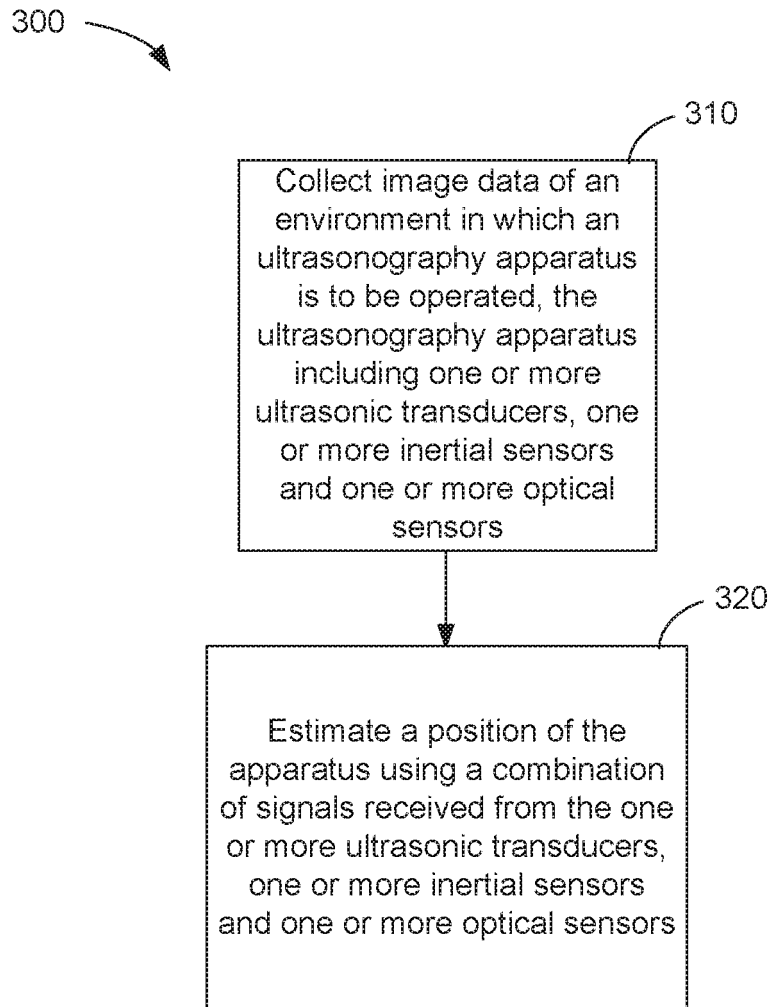 300
310
Collect image data of an
environment in which an
ultrasonography apparatus
is to be operated, the
ultrasonography apparatus
including one or more
ultrasonic transducers, one
or more inertial sensors
and one or more optical
sensors
320
Estimate a position of the
apparatus using a combination
of signals received from the one
or more ultrasonic transducers,
one or more inertial sensors
and one or more optical sensors